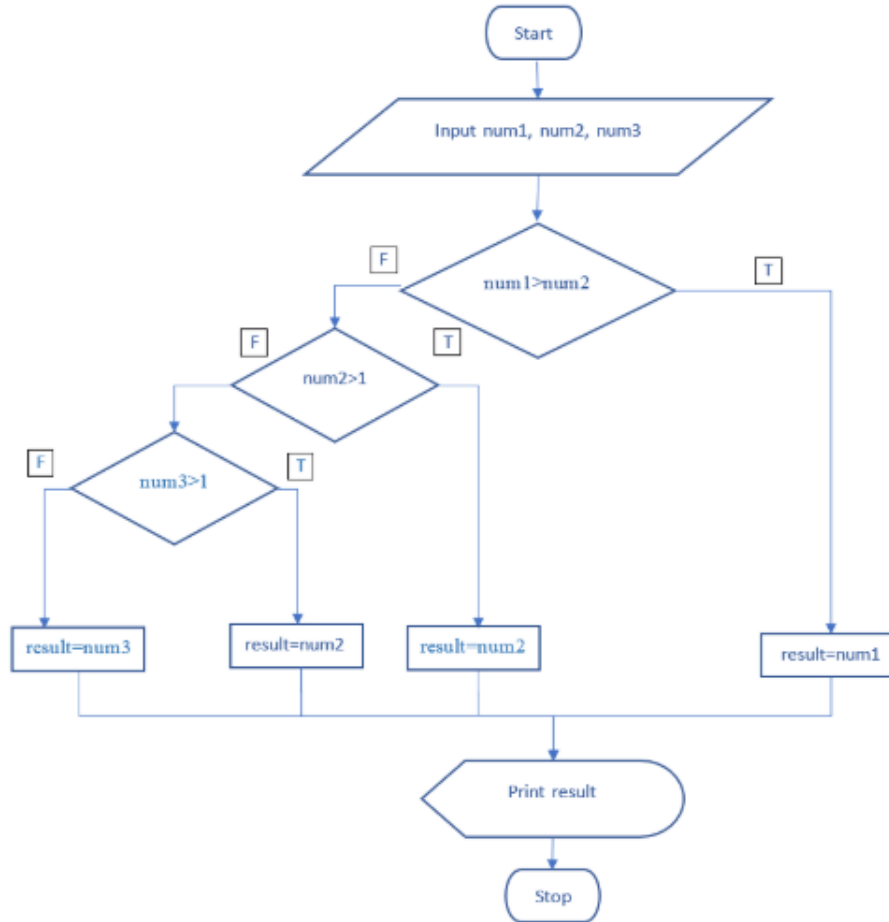 Start
Input num1, num2, num3
num1>num2
F
T
num2>1
F
T
num3>1
F
T
result=num3
result=num2
result=num2
result=num1
Print result
Stop